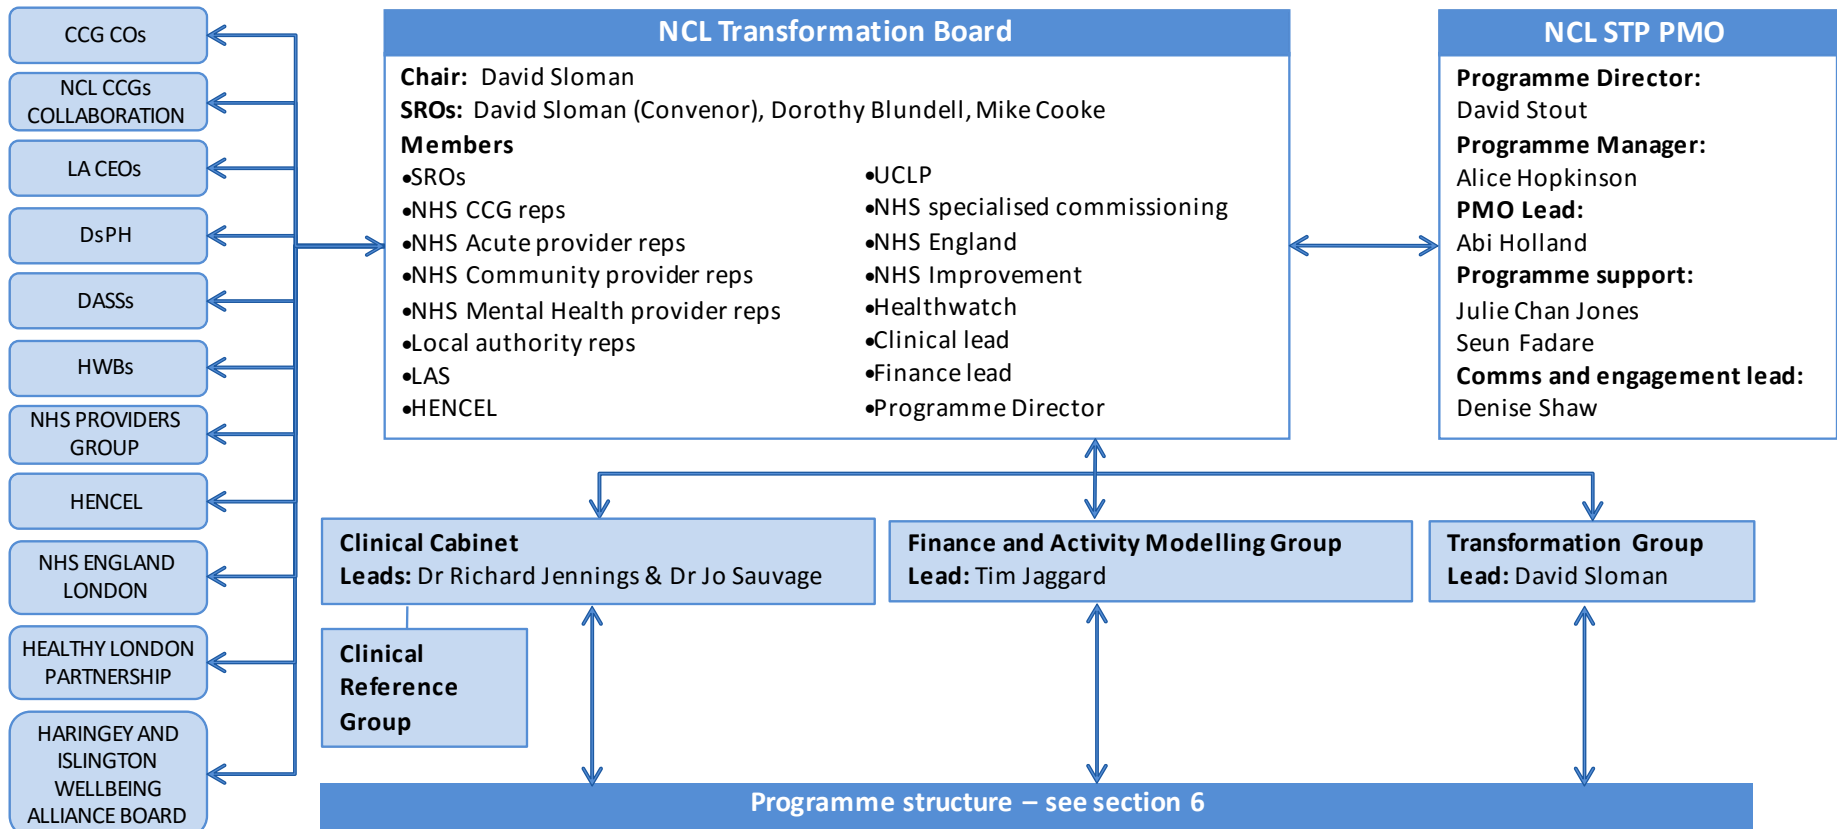 CCG COs
NCL CCGs
COLLABORATION
LA CEOs
DsPH
DASSs
HWBs
NHS PROVIDERS
GROUP
HENCEL
NHS ENGLAND
LONDON
HEALTHY LONDON
PARTNERSHIP
HARINGEY AND
ISLINGTON
WELLBEING
ALLIANCE BOARD
NCL Transformation Board
Chair: David Sloman
SROs: David Sloman (Convenor), Dorothy Blundell, Mike Cooke
Members
•SROs
•NHS CCG reps
•NHS Acute provider reps
•NHS Community provider reps
•NHS Mental Health provider reps
•Local authority reps
•LAS
•HENCEL
•UCLP
•NHS specialised commissioning
•NHS England
•NHS Improvement
•Healthwatch
•Clinical lead
•Finance lead
•Programme Director
NCL STP PMO
Programme Director:
David Stout
Programme Manager:
Alice Hopkinson
PMO Lead:
Abi Holland
Programme support:
Julie Chan Jones
Seun Fadare
Comms and engagement lead:
Denise Shaw
Clinical Cabinet
Leads: Dr Richard Jennings & Dr Jo Sauvage
Finance and Activity Modelling Group
Lead: Tim Jaggard
Transformation Group
Lead: David Sloman
Clinical
Reference
Group
Programme structure – see section 6